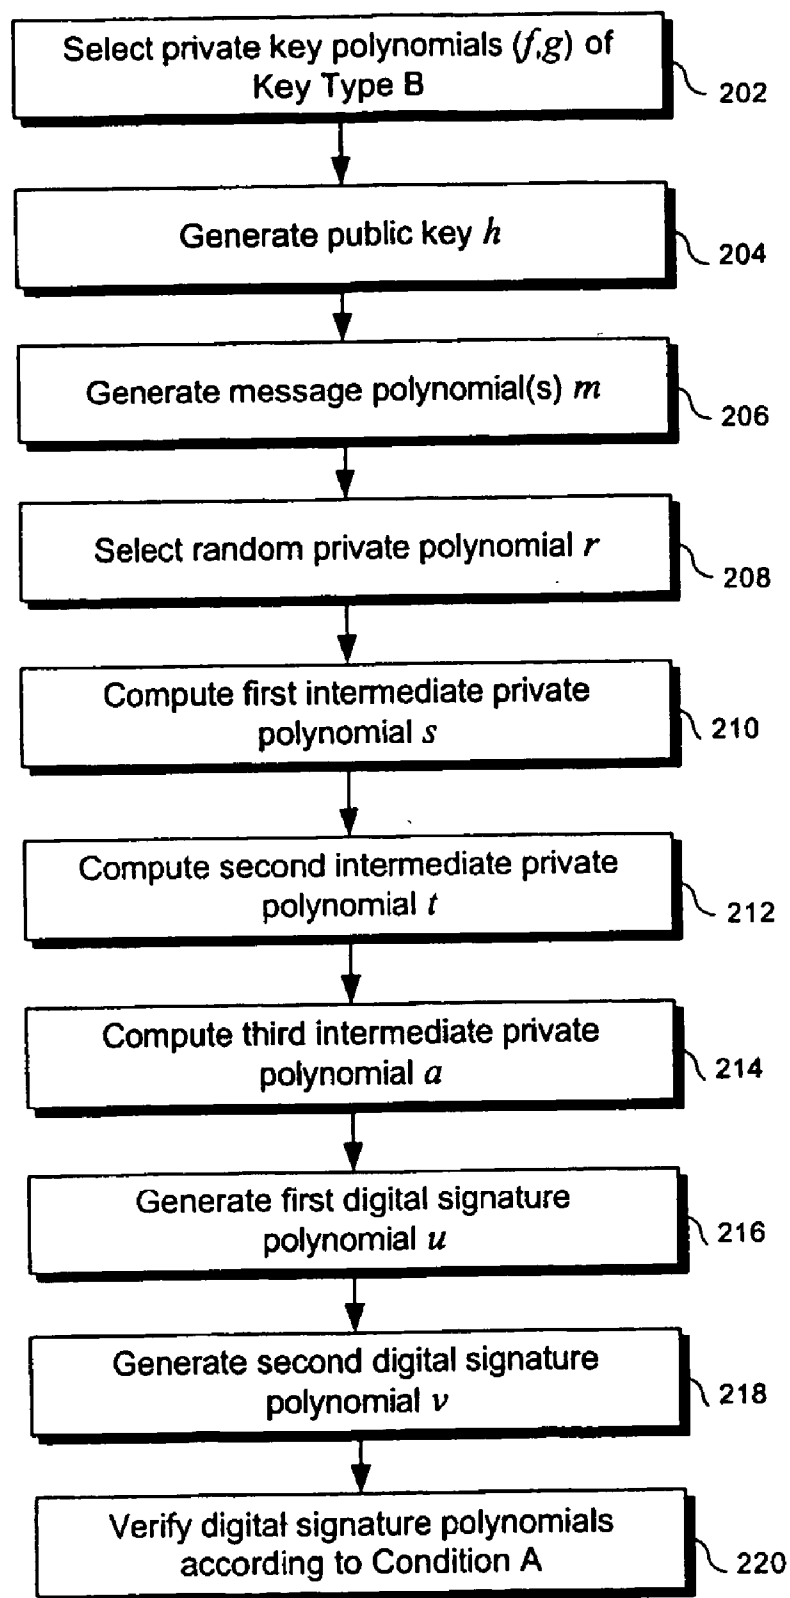 Select private key polynomials (f,g) of
Key Type B
202
Generate public key h
204
Generate message polynomial(s) m
206
Select random private polynomial r
208
Compute first intermediate private
polynomial s
210
Compute second intermediate private
polynomial t
212
Compute third intermediate private
polynomial a
214
Generate first digital signature
polynomial u
216
Generate second digital signature
polynomial v
218
Verify digital signature polynomials
according to Condition A
220